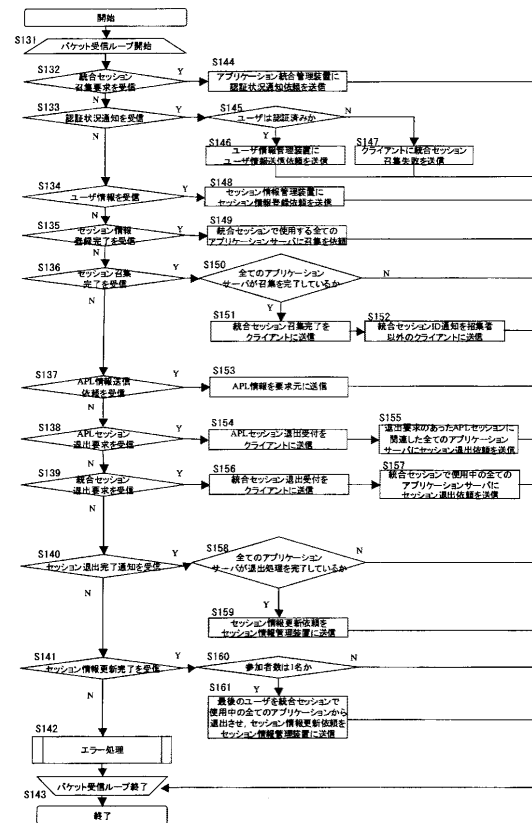 開始
S131
パケット受信ループ開始
S132
統合セッション
召集要求を受信
Y
N
S144
アプリケーション統合管理装置に
認証状況通知依頼を送信
S133
認証状況通知を受信
Y
N
S145
ユーザは認証済みか
Y
N
S146
ユーザ情報管理装置に
ユーザ情報送信依頼を送信
S147
クライアントに統合セッション
召集失敗を送信
S134
ユーザ情報を受信
Y
N
S148
セッション情報管理装置に
セッション情報登録依頼を送信
S135
セッション情報
登録完了を受信
Y
N
S149
統合セッションで使用する全ての
アプリケーションサーバに召集を依頼
S136
セッション召集
完了を受信
Y
N
S150
全てのアプリケーション
サーバが召集を完了しているか
N
Y
S151
統合セッション召集完了を
クライアントに送信
S152
統合セッションID通知を招集者
以外のクライアントに送信
S137
APL情報送信
依頼を受信
Y
N
S153
APL情報を要求元に送信
S138
APLセッション
退出要求を受信
Y
N
S154
APLセッション退出受付を
クライアントに送信
S155
退出要求のあったAPLセッションに
関連した全てのアプリケーション
サーバにセッション退出依頼を送信
S139
統合セッション
退出要求を受信
Y
N
S156
統合セッション退出受付を
クライアントに送信
S157
統合セッションで使用中の全ての
アプリケーションサーバに
セッション退出依頼を送信
S140
セッション退出完了通知を受信
Y
N
S158
全てのアプリケーション
サーバが退出処理を完了しているか
N
Y
S159
セッション情報更新依頼を
セッション情報管理装置に送信
S141
セッション情報更新完了を受信
Y
N
S160
参加者数は1名か
N
Y
S161
最後のユーザを統合セッションで
使用中の全てのアプリケーションから
退出させ、セッション情報更新依頼を
セッション情報管理装置に送信
S142
エラー処理
パケット受信ループ終了
S143
終了